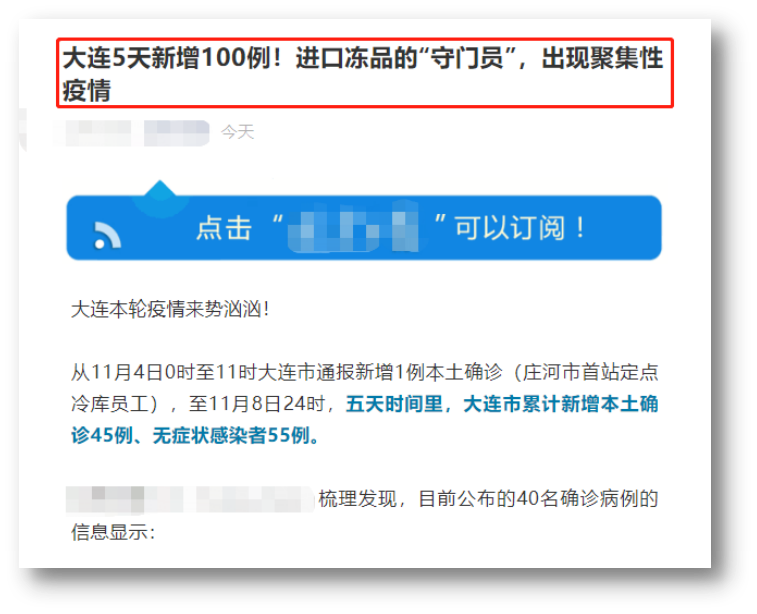 大连5天新增100例！进口冻品的“守门员”，出现聚集性
疫情
今天
点击“ ”可以订阅！
大连本轮疫情来势汹汹！
从11月4日0时至11时大连市通报新增1例本土确诊（庄河市首站定点
冷库员工），至11月8日24时，五天时间里，大连市累计新增本土确
诊45例、无症状感染者55例。
梳理发现，目前公布的40名确诊病例的
信息显示：